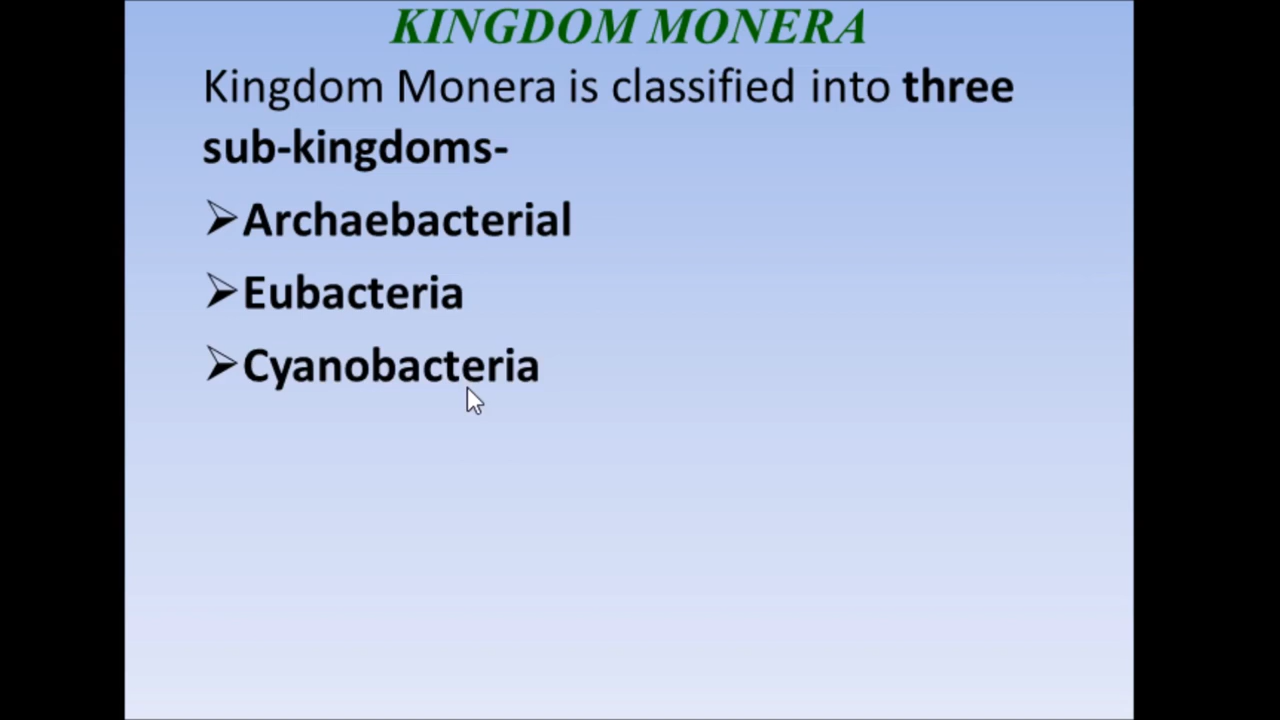 KINGDOM MONERA
Kingdom Monera is classified into three
sub-kingdoms-
➢Archaebacterial
➢Eubacteria
➢Cyanobacteria